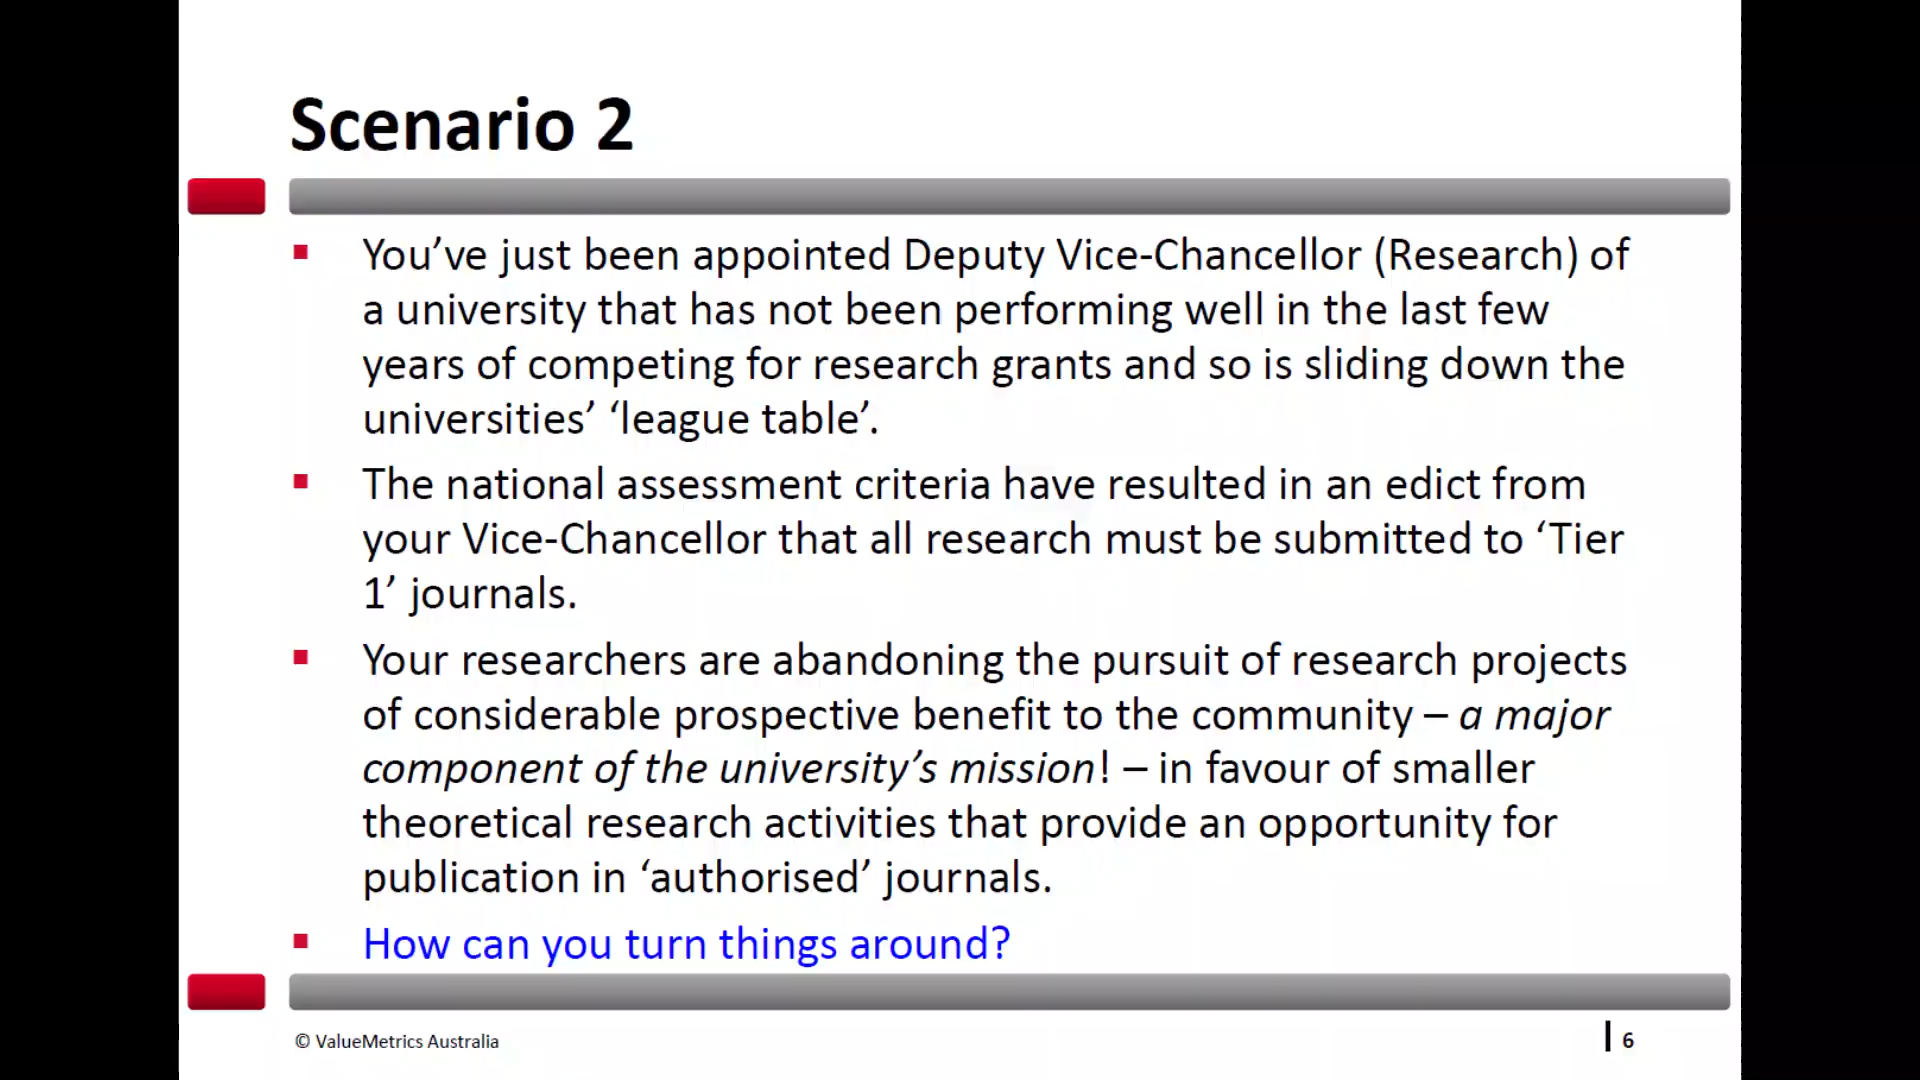 Scenario 2
You’ve just been appointed Deputy Vice-Chancellor (Research) of
a university that has not been performing well in the last few
years of competing for research grants and so is sliding down the
universities’ ‘league table’.
The national assessment criteria have resulted in an edict from
your Vice-Chancellor that all research must be submitted to ‘Tier
1’ journals.
Your researchers are abandoning the pursuit of research projects
of considerable prospective benefit to the community – a major
component of the university’s mission! – in favour of smaller
theoretical research activities that provide an opportunity for
publication in ‘authorised’ journals.
How can you turn things around?
© ValueMetrics Australia
6